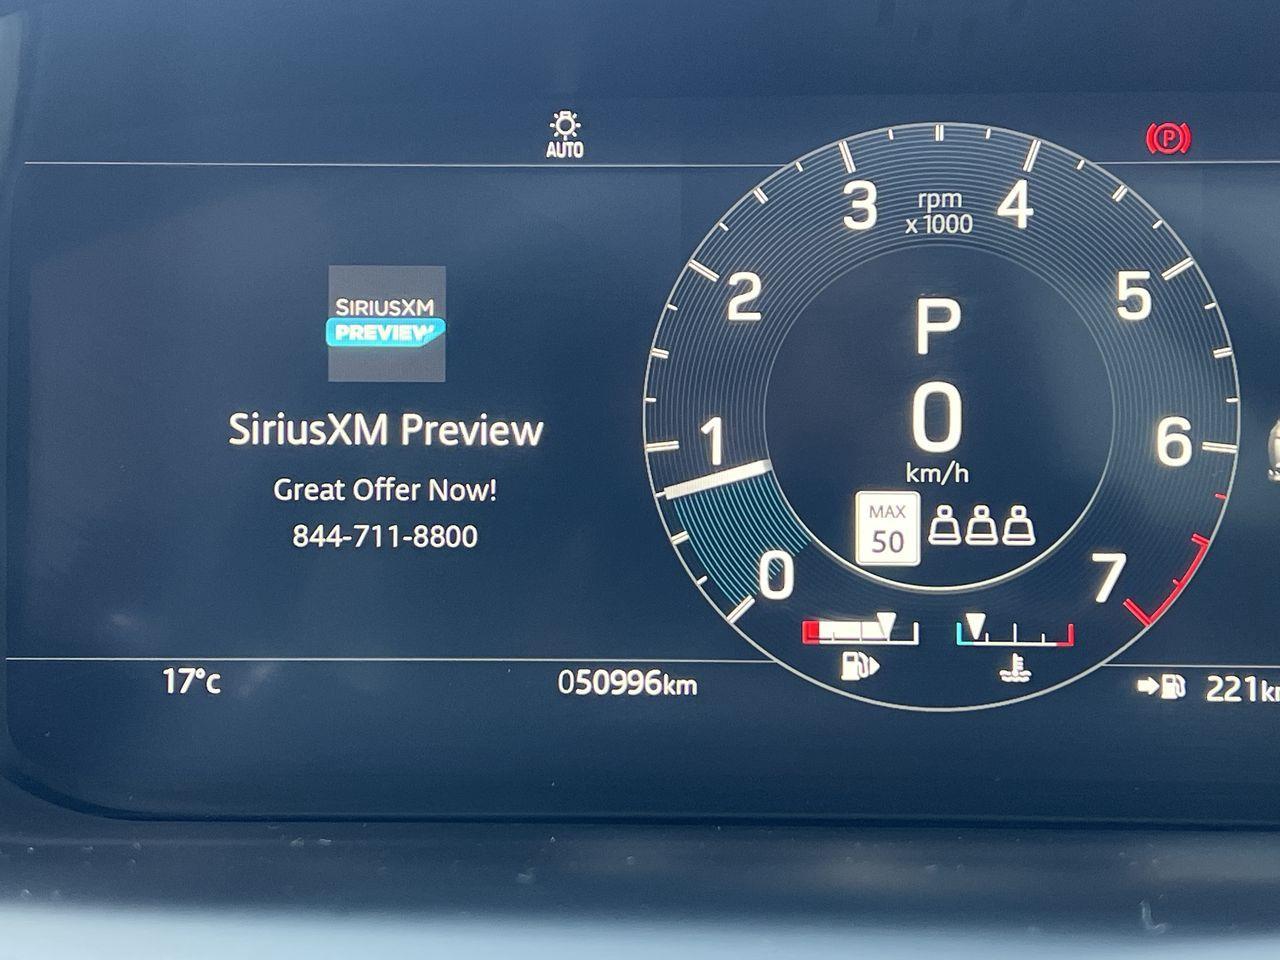 AUTO
P
3
rpm
4
x 1000
2
5
P
SIRIUSXM
PREVIEW
0
SiriusXM Preview
1
6
km/h
Great Offer Now!
MAX
50
844-711-8800
0
7
17°c
050996km
221km